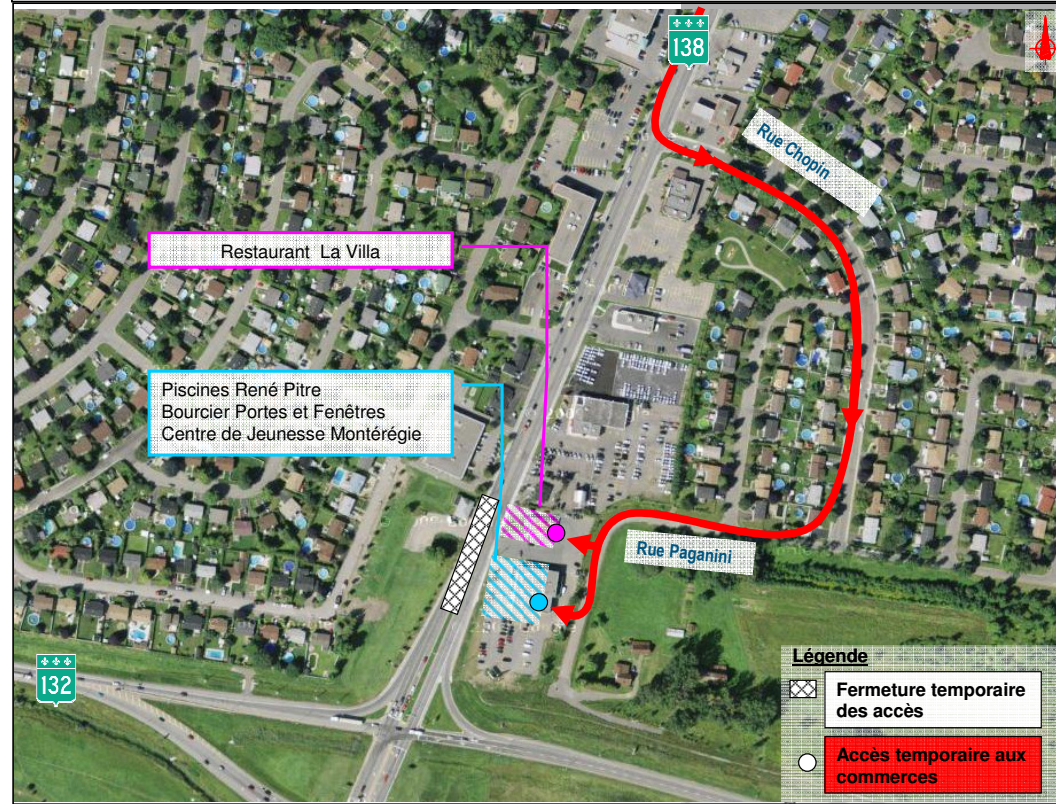 138
Rue Chopin
Restaurant La Villa
Piscines René Pitre
Bourcier Portes et Fenêtres
Centre de Jeunesse Montérégie
Rue Paganini
132
Légende
Fermeture temporaire
des accès
Accès temporaire aux
commerces